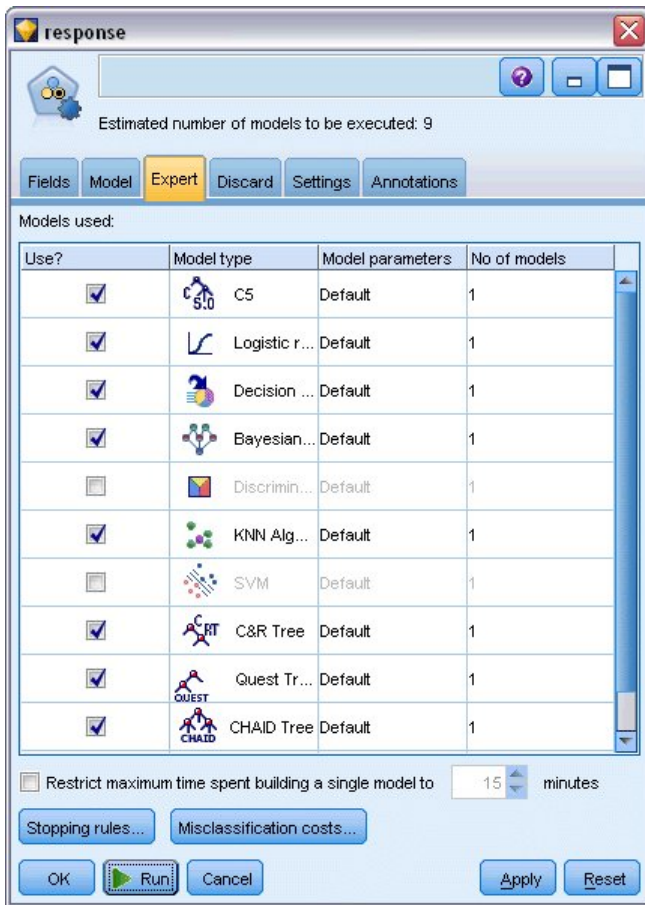 response
Estimated number of models to be executed: 9
Fields Model Expert Discard Settings Annotations
Models used:
Use? Model type Model parameters No of models
C 5.0 C5 Default 1
Logistic r... Default 1
Decision ... Default 1
Bayesian... Default 1
Discrimin... Default 1
KNN Alg... Default 1
SVM Default 1
C RT C&R Tree Default 1
QUEST Quest Tr... Default 1
CHAID CHAID Tree Default 1
Restrict maximum time spent building a single model to 15 minutes
Stopping rules... Misclassification costs...
OK Run Cancel Apply Reset